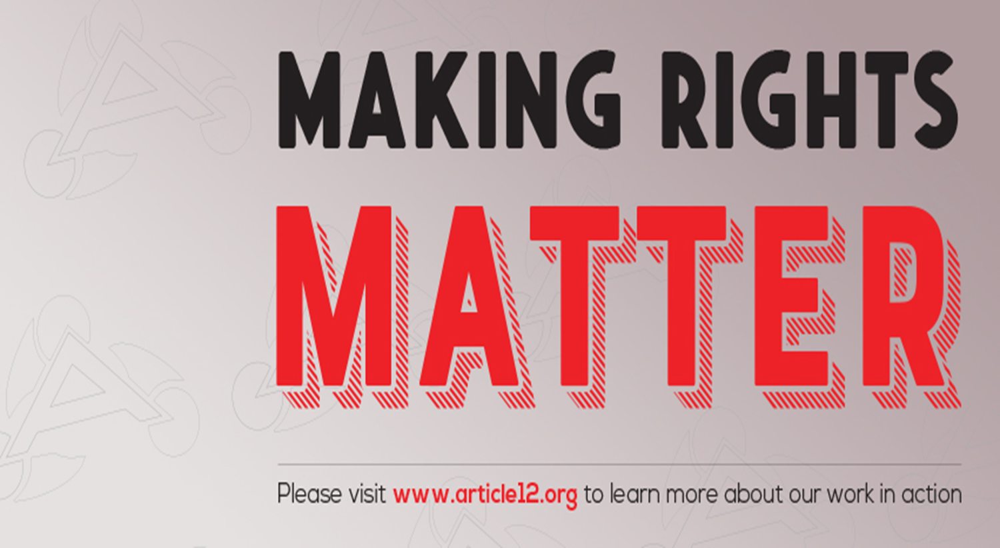 MAKING RIGHTS
MATTER
Please visit www.article12.org to learn more about our work in action